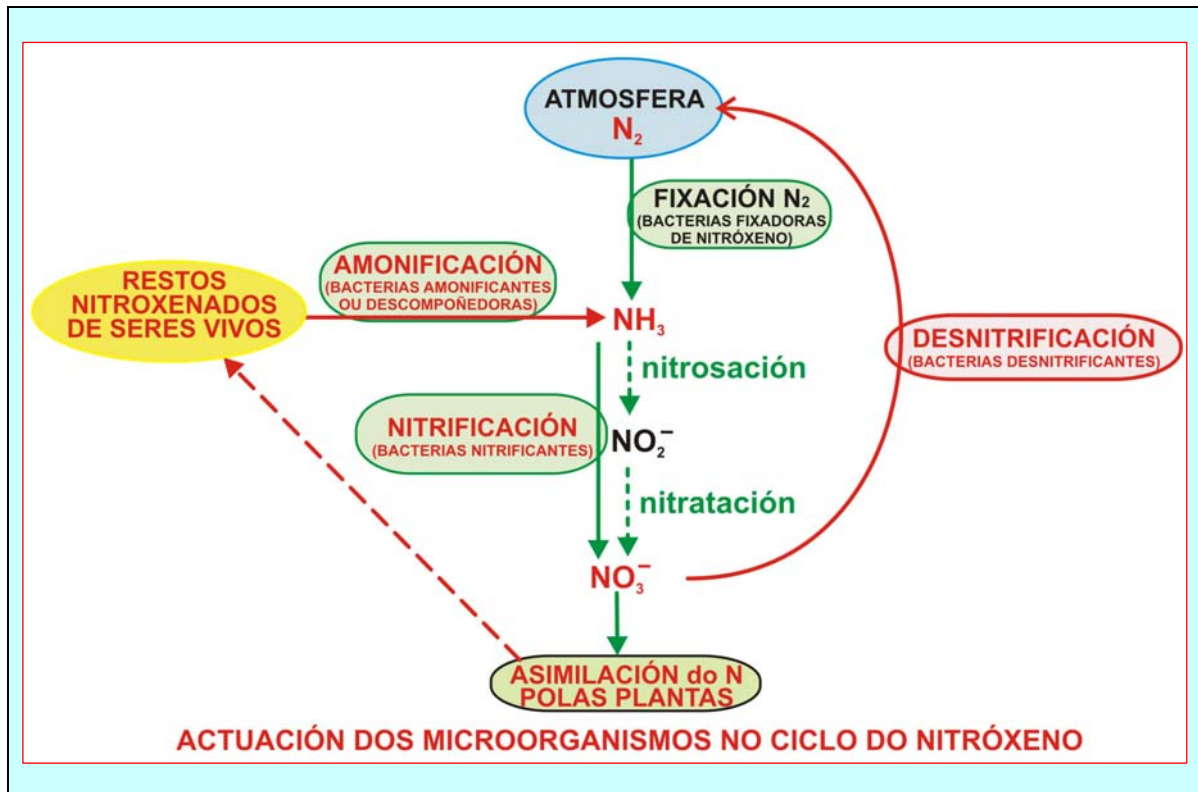 ATMOSFERA
N₂
FIXACIÓN N₂
(BACTERIAS FIXADORAS
DE NITRÓXENO)
AMONIFICACIÓN
(BACTERIAS AMONIFICANTES
OU DESCOMPOÑEDORAS)
RESTOS
NITROXENADOS
DE SERES VIVOS
NH₃
DESNITRIFICACIÓN
(BACTERIAS DESNITRIFICANTES)
nitrosación
NITRIFICACIÓN
(BACTERIAS NITRIFICANTES)
NO₂⁻
nitratación
NO₃⁻
ASIMILACIÓN do N
POLAS PLANTAS
ACTUACIÓN DOS MICROORGANISMOS NO CICLO DO NITRÓXENO